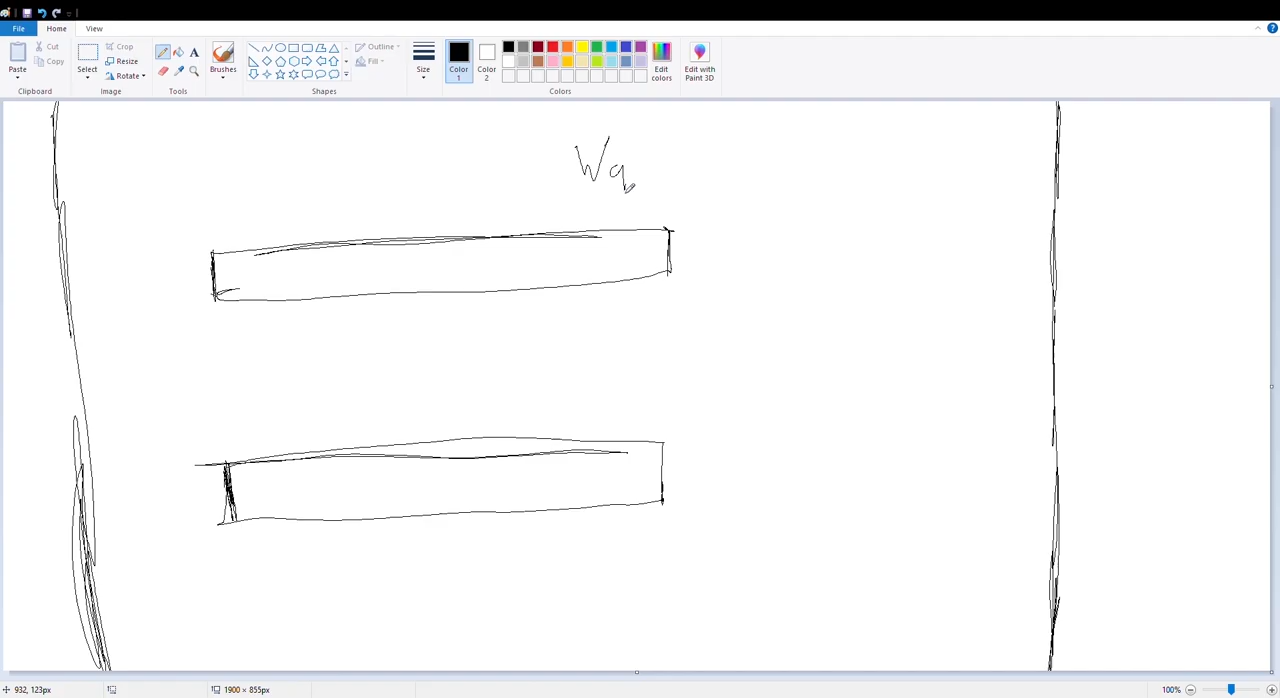 File
Home
View
Paste
Cut
Copy
Clipboard
Select
Crop
Resize
Rotate
Image
A
Tools
Brushes
Shapes
Outline
Fill
Size
Color 1
Color 2
Colors
Edit colors
Edit with Paint 3D
Wq
932, 123px
1900 × 855px
100%